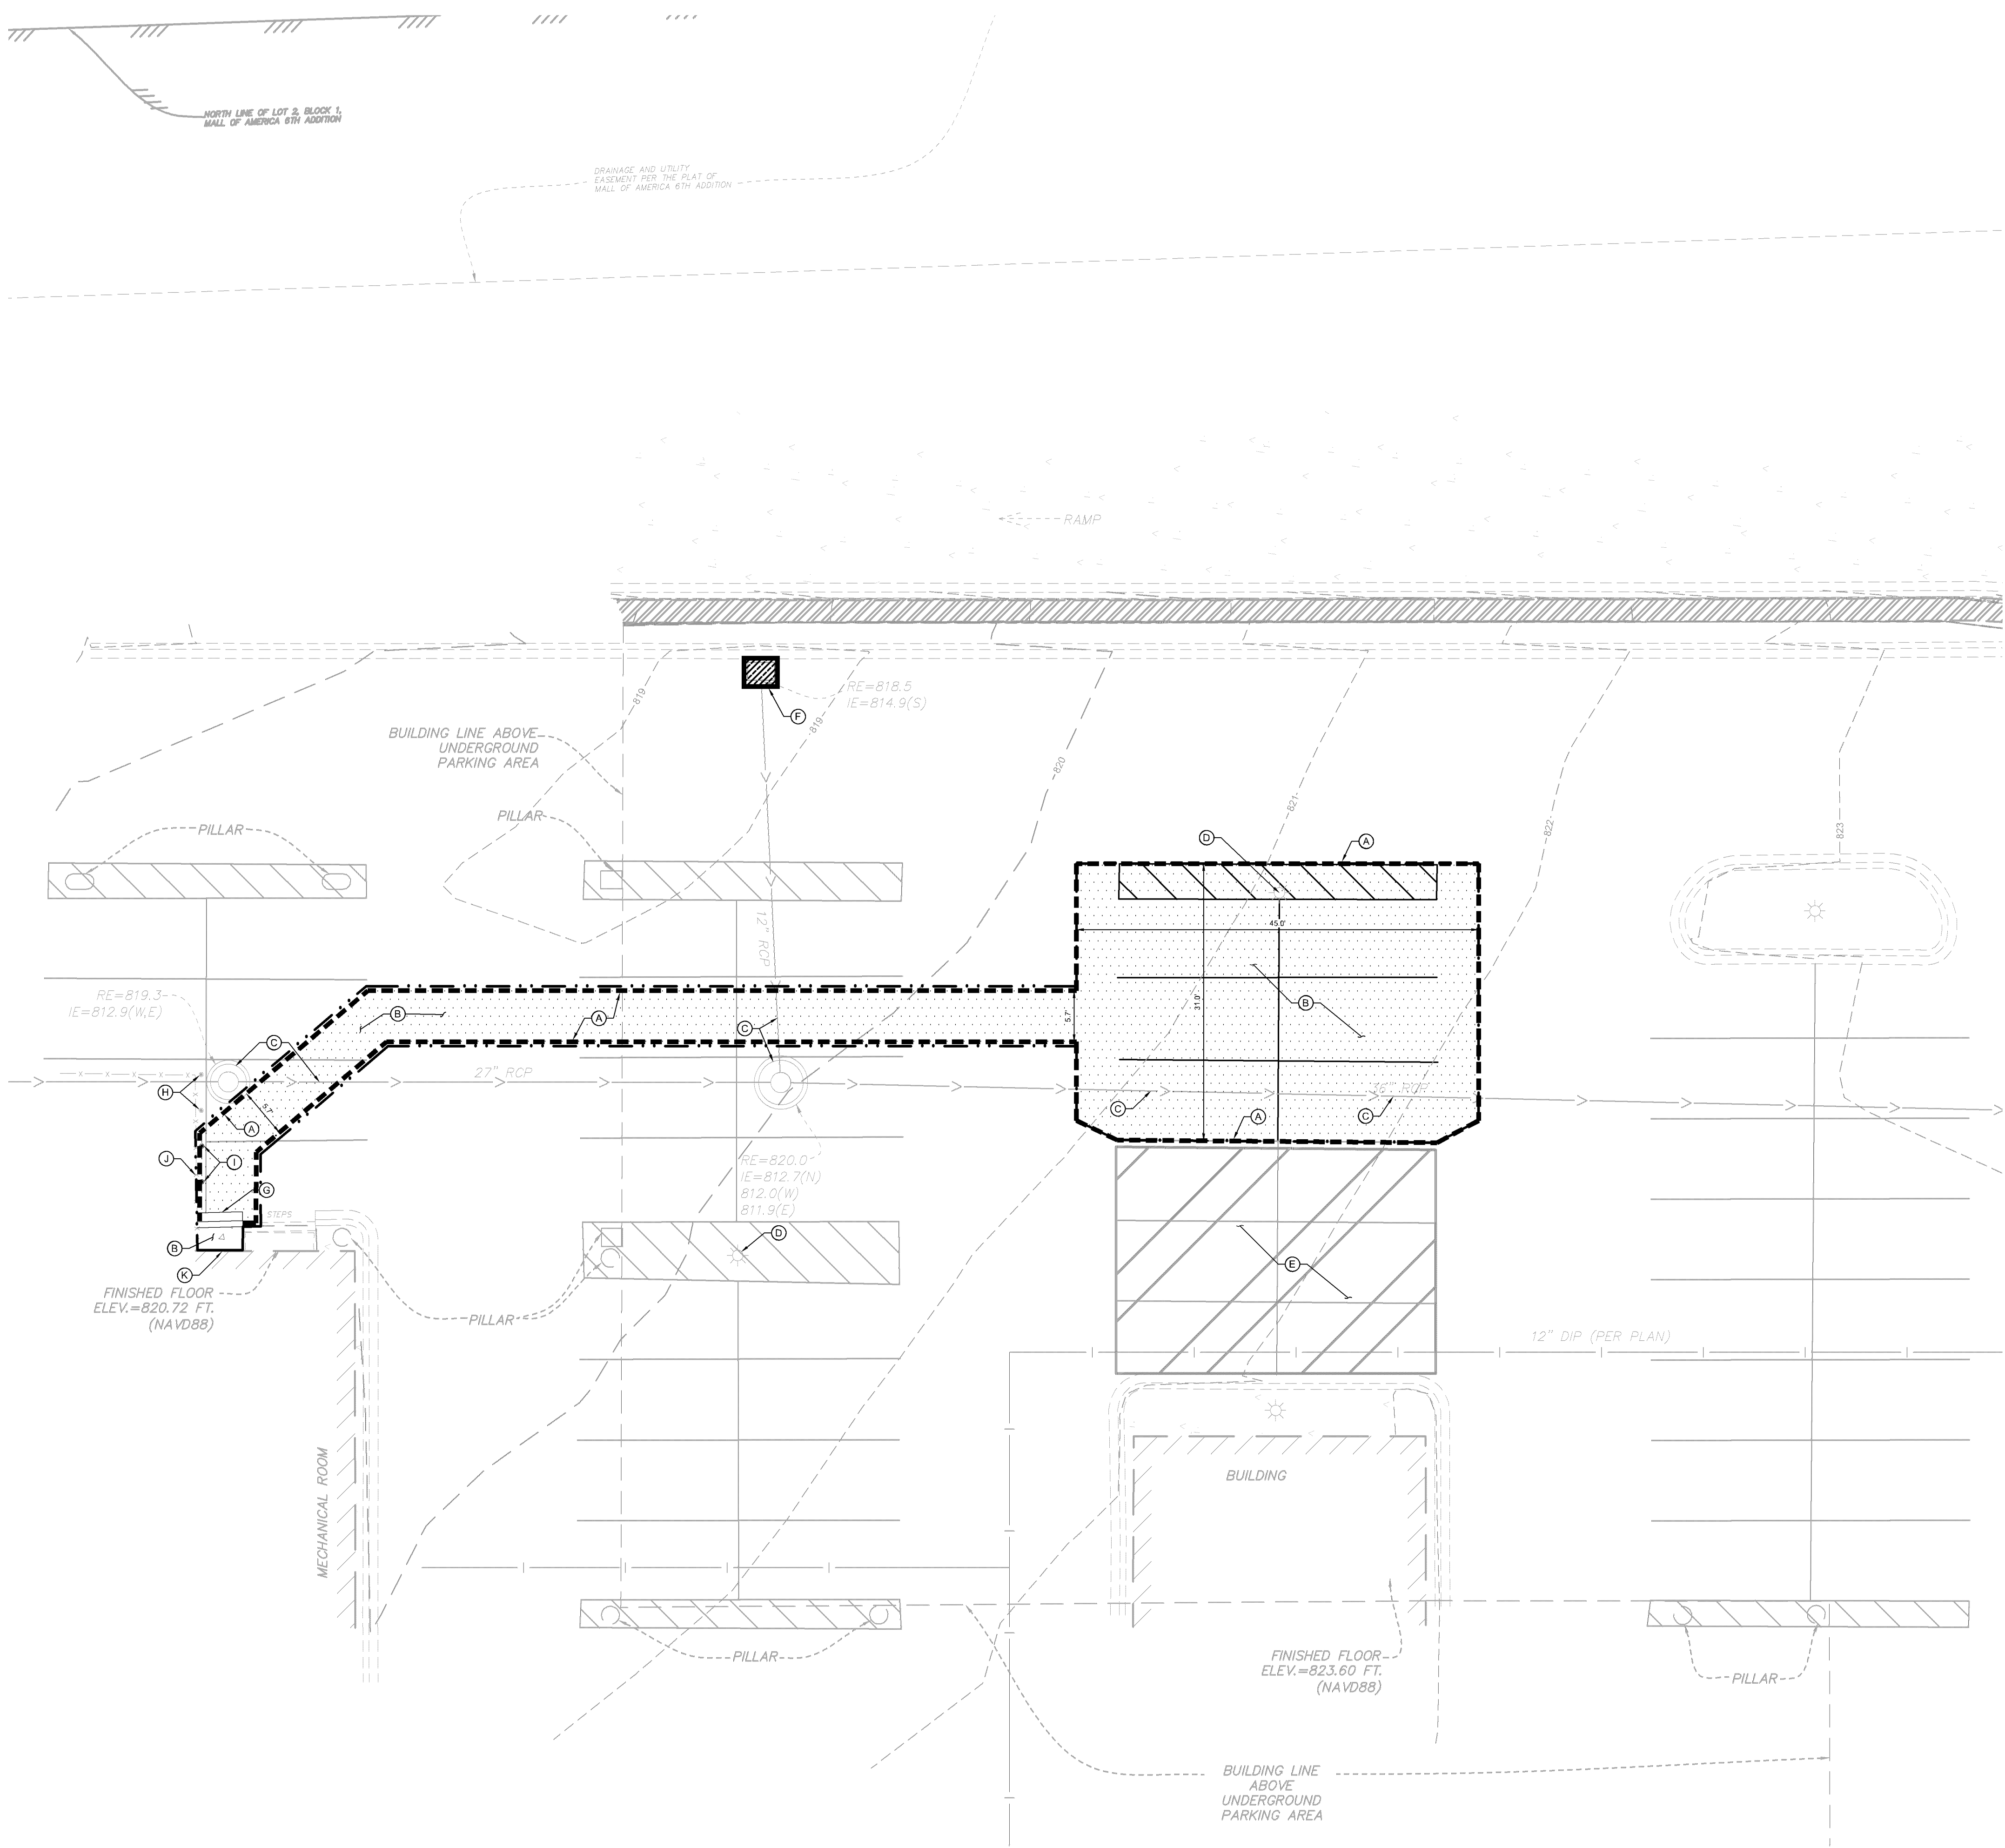 NORTH LINE OF LOT 2, BLOCK 1,
MALL OF AMERICA 6TH ADDITION
DRAINAGE AND UTILITY
EASEMENT PER THE PLAT OF
MALL OF AMERICA 6TH ADDITION
RAMP
RE=818.5
IE=814.9(S)
F
819
819
820
821
822
823
BUILDING LINE ABOVE
UNDERGROUND
PARKING AREA
PILLAR
PILLAR
D
A
12" RCP
45.0'
31.0'
5.7'
B
RE=819.3
IE=812.9(W,E)
B
A
C
C
H
27" RCP
36" RCP
C
C
5.7'
A
A
J
I
G
STEPS
B
K
RE=820.0
IE=812.7(N)
812.0(W)
811.9(E)
D
E
FINISHED FLOOR
ELEV.=820.72 FT.
(NAVD88)
PILLAR
12" DIP (PER PLAN)
MECHANICAL ROOM
BUILDING
PILLAR
FINISHED FLOOR
ELEV.=823.60 FT.
(NAVD88)
PILLAR
BUILDING LINE
ABOVE
UNDERGROUND
PARKING AREA